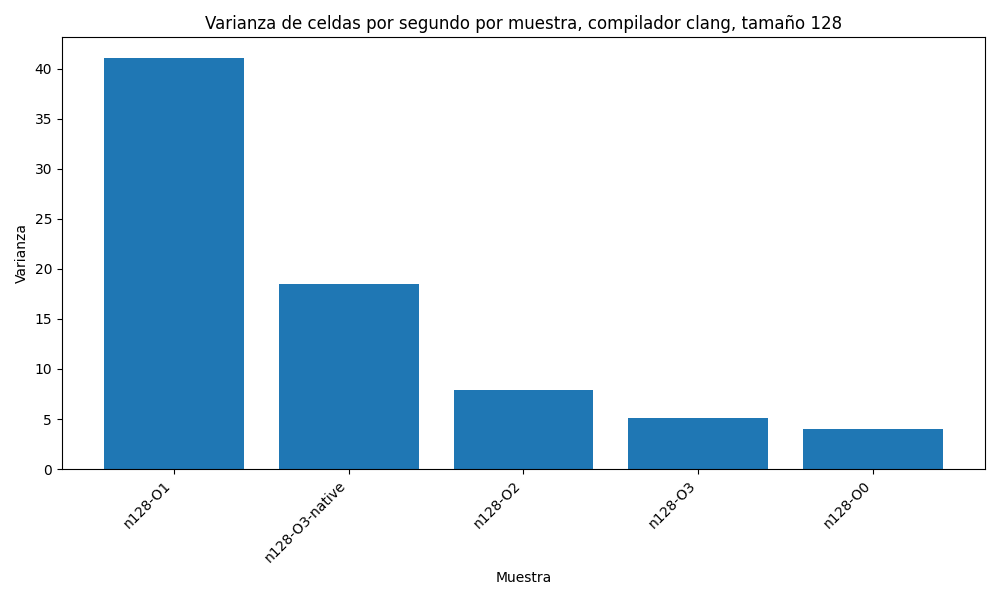 Varianza de celdas por segundo por muestra, compilador clang, tamaño 128
40
35
30
25
20
15
10
5
0
Varianza
n128-O1
n128-O3-native
n128-O2
n128-O3
n128-O0
Muestra